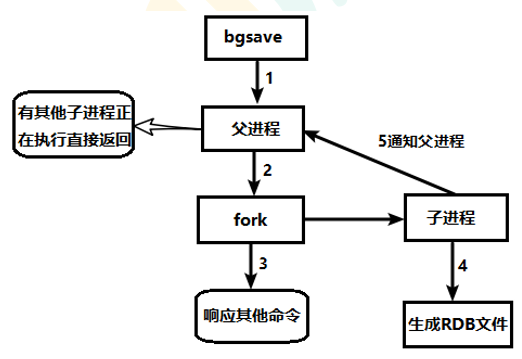 bgsave
1
有其他子进程正
在执行直接返回
父进程
5通知父进程
2
fork
子进程
3
4
响应其他命令
生成RDB文件